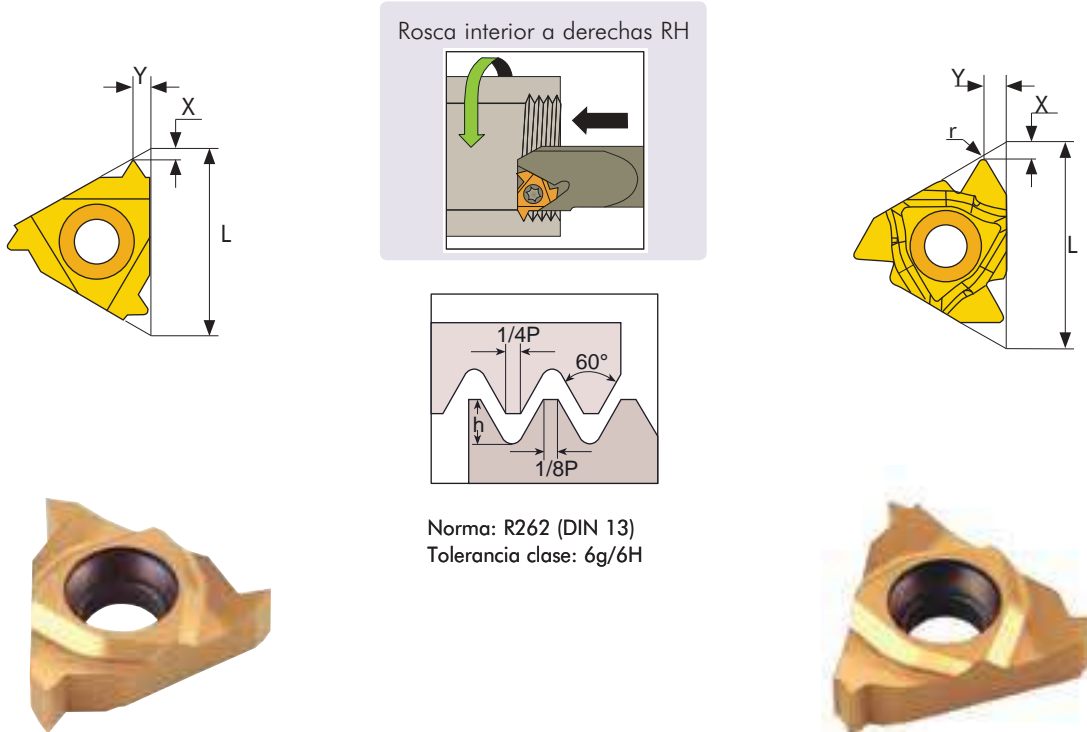 Rosca interior a derechas RH
Y
X
L
Y
X
r
L
1/4P
60°
h
1/8P
Norma: R262 (DIN 13)
Tolerancia clase: 6g/6H